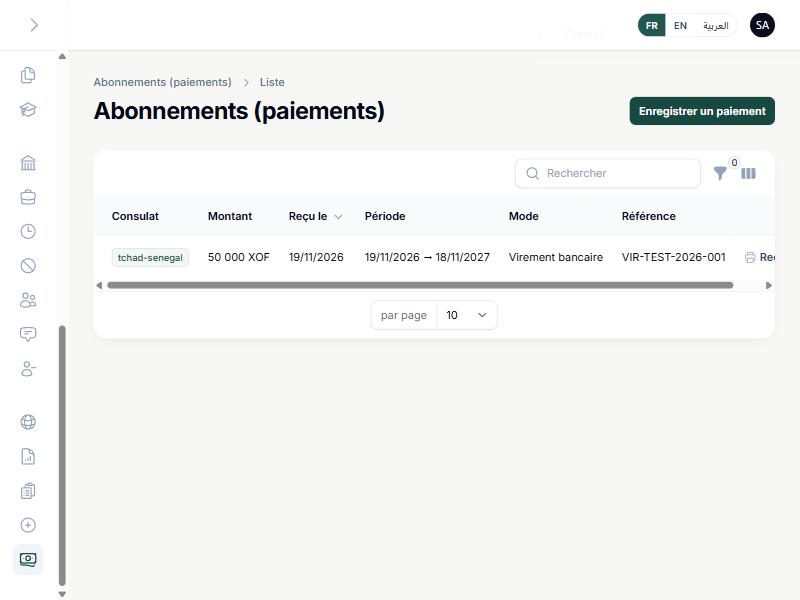 FR EN العربية SA
Abonnements (paiements) Liste
Abonnements (paiements)
Enregistrer un paiement
Rechercher
0
Consulat Montant Reçu le Période Mode Référence
tchad-senegal 50 000 XOF 19/11/2026 19/11/2026 → 18/11/2027 Virement bancaire VIR-TEST-2026-001
par page 10